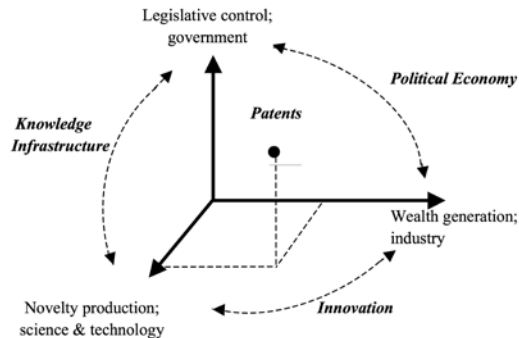 Legislative control;
government
Political Economy
Patents
Knowledge
Infrastructure
Wealth generation;
industry
Novelty production;
science & technology
Innovation